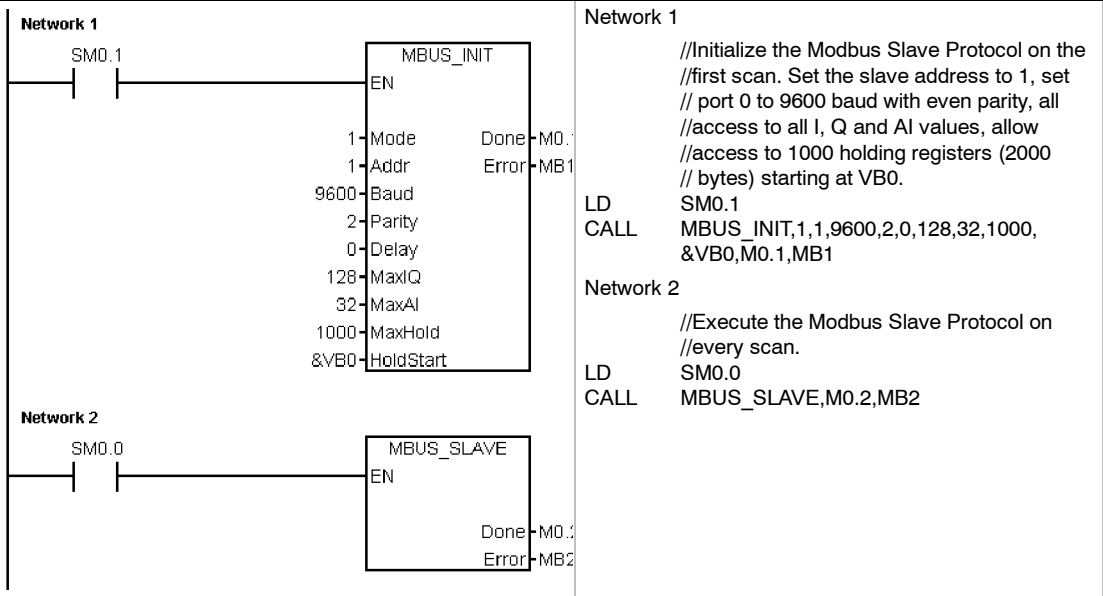 Network 1
SM0.1
MBUS_INIT
EN
1 Mode Done M0.
1 Addr Error MB1
9600 Baud
2 Parity
0 Delay
128 MaxIQ
32 MaxAI
1000 MaxHold
&VB0 HoldStart
Network 2
SM0.0
MBUS_SLAVE
EN
Done M0.
Error MB2
Network 1
//Initialize the Modbus Slave Protocol on the
//first scan. Set the slave address to 1, set
// port 0 to 9600 baud with even parity, all
//access to all I, Q and AI values, allow
//access to 1000 holding registers (2000
// bytes) starting at VB0.
LD SM0.1
CALL MBUS_INIT,1,1,9600,2,0,128,32,1000,
&VB0,M0.1,MB1
Network 2
//Execute the Modbus Slave Protocol on
//every scan.
LD SM0.0
CALL MBUS_SLAVE,M0.2,MB2